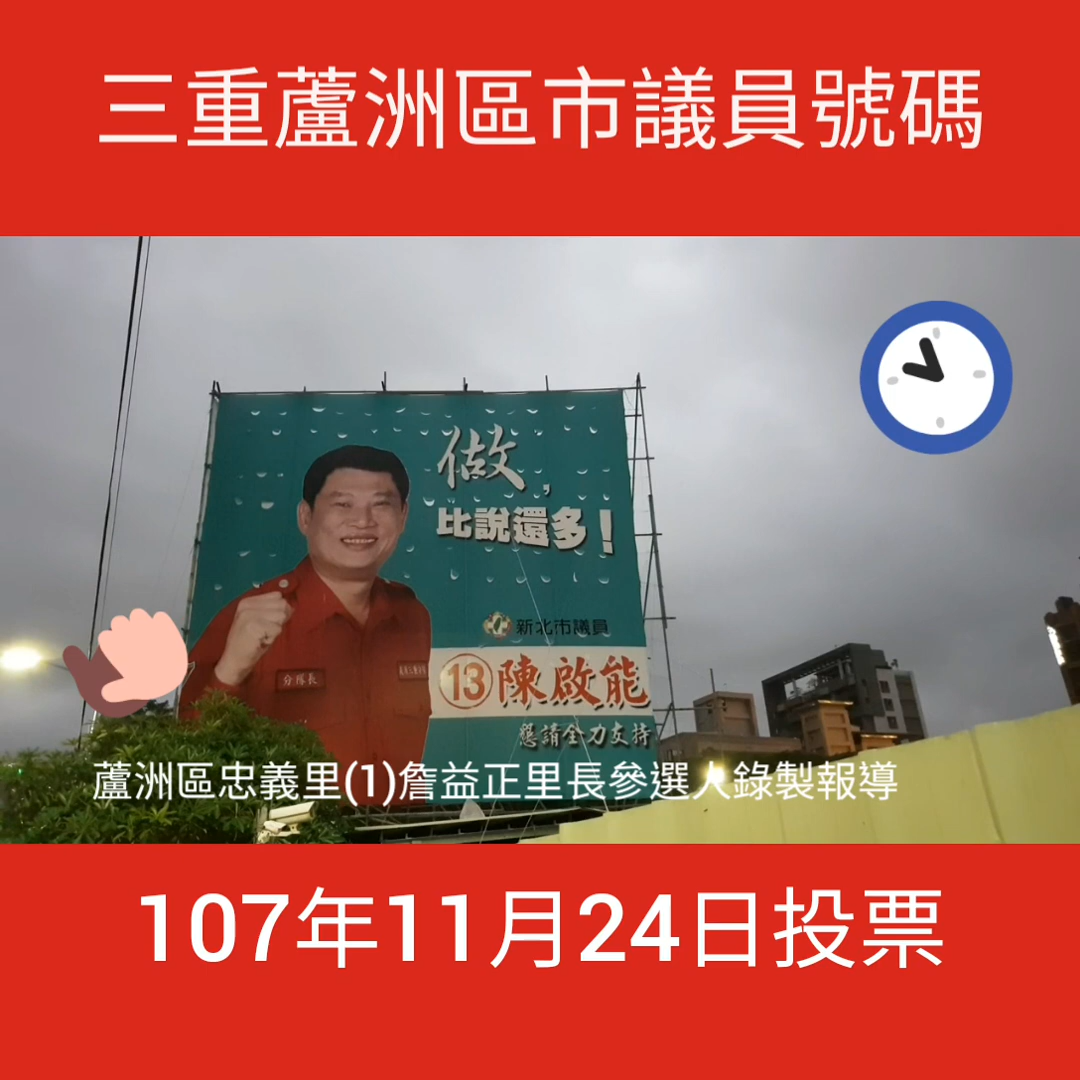 三重蘆洲區市議員號碼
做,
比說還多!
新北市議員
13 陳啟能
懇請全力支持
分隊長
蘆洲區忠義里(1)詹益正里長參選人錄製報導
107年11月24日投票